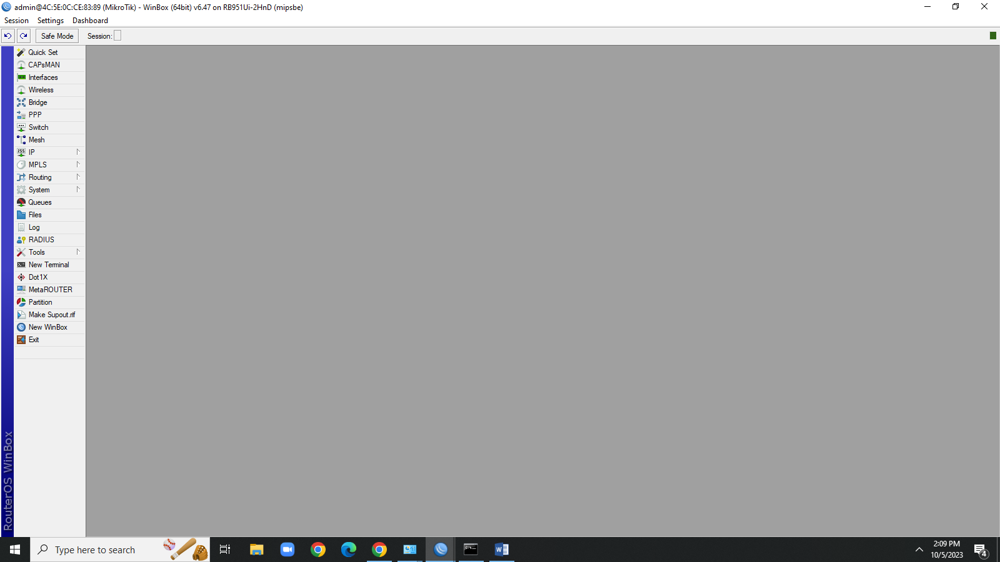 admin@4C:5E:0C:CE:83:89 (MikroTik) - WinBox (64bit) v6.47 on RB951Ui-2HnD (mipsbe)
Session Settings Dashboard
Safe Mode Session:
Quick Set
CAPsMAN
Interfaces
Wireless
Bridge
PPP
Switch
Mesh
255 IP
MPLS
Routing
System
Queues
Files
Log
RADIUS
Tools
New Terminal
Dot1X
MetaROUTER
Partition
Make Supout.rif
New WinBox
Exit
RouterOS WinBox
Type here to search
2:09 PM
10/5/2023
4